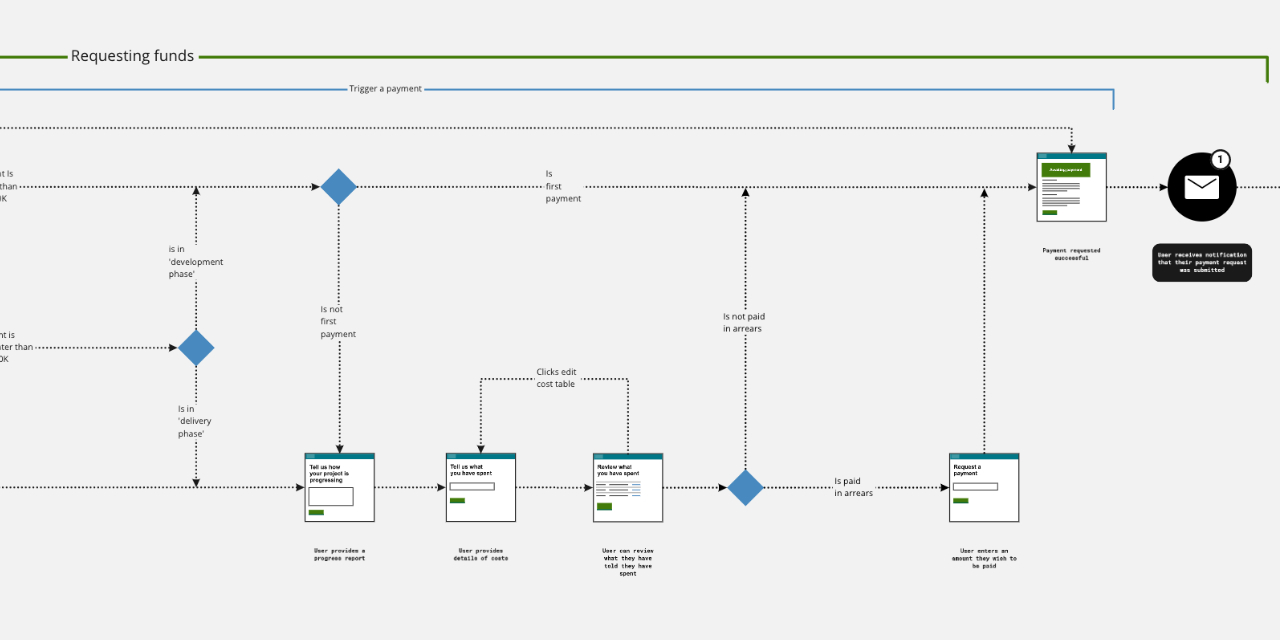 Requesting funds
Trigger a payment
nt Is
than
0K
Is
first
payment
Awaiting payment
1
Payment requested
successful
User receives notification
that their payment request
was submitted
is in
'development
phase'
Is not
first
payment
Is not paid
in arrears
nt is
ater than
0K
Clicks edit
cost table
Is in
'delivery
phase'
Tell us how
your project is
progressing
Tell us what
you have spent
Review what
you have spent
Is paid
in arrears
Request a
payment
User provides a
progress report
User provides
details of costs
User can review
what they have
told they have
spent
User enters an
amount they wish to
be paid